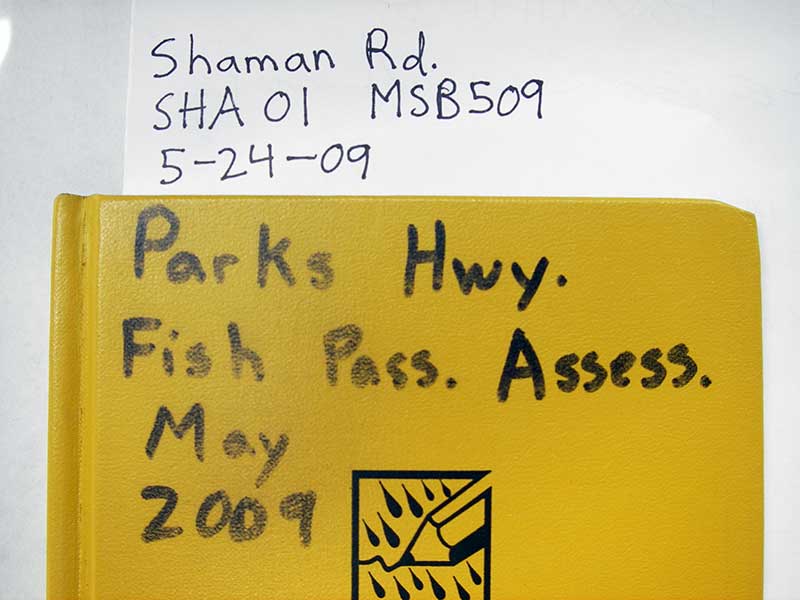 Shaman Rd.
SHA 01 MSB509
5-24-09
Parks Hwy.
Fish Pass. Assess.
May
2009